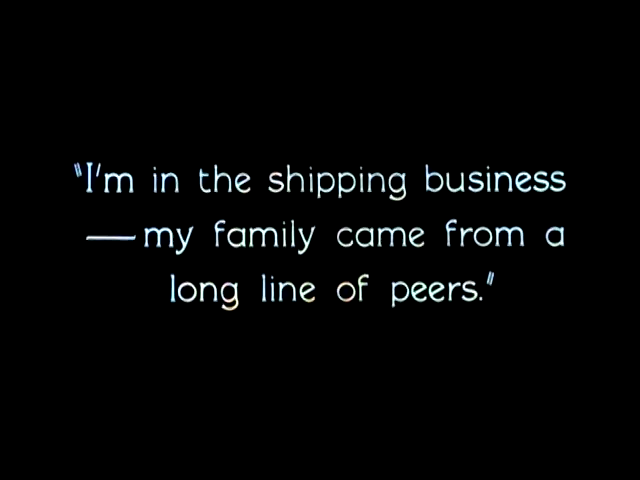 "I'm in the shipping business
—my family came from a
long line of peers."